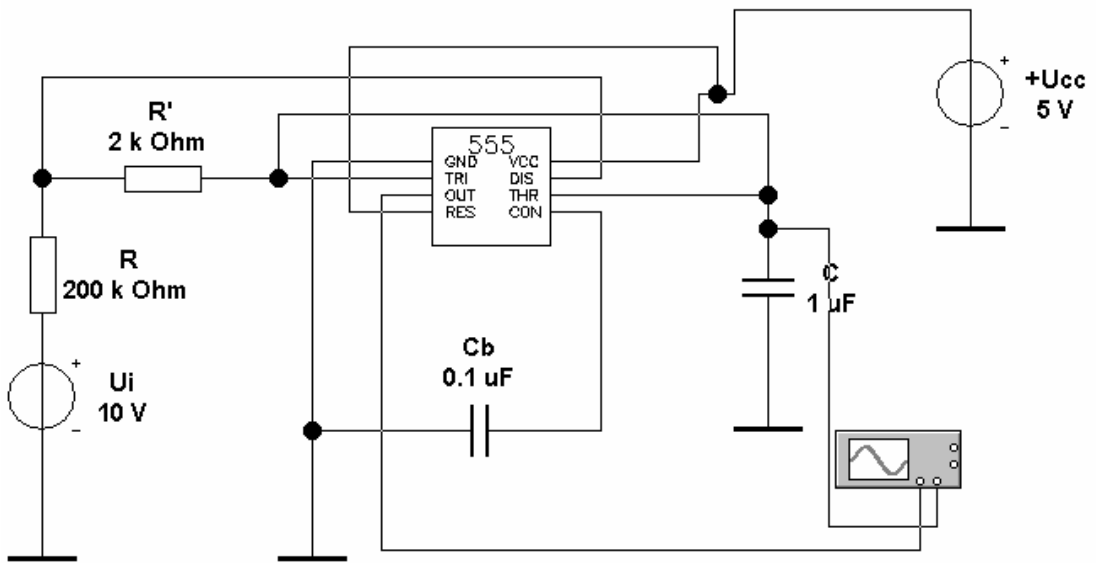 R'
2 k Ohm
+Ucc
5 V
555
GND VCC
TRI DIS
OUT THR
RES CON
R
200 k Ohm
C
1 uF
Cb
0.1 uF
+
Ui
10 V
-
+
-